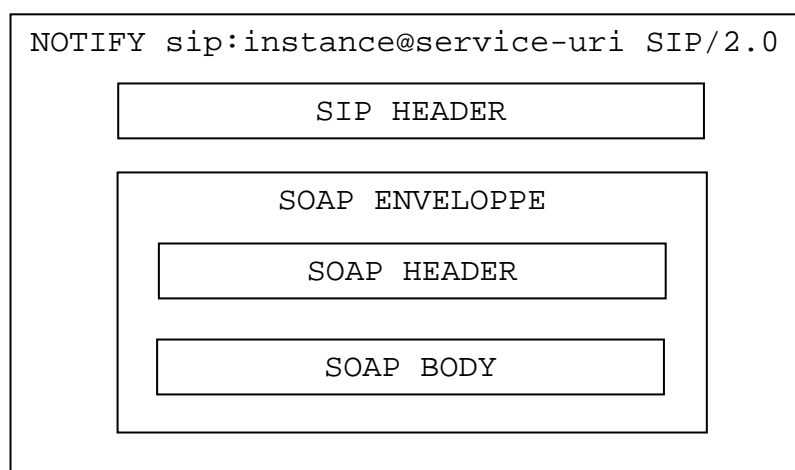 NOTIFY sip:instance@service-uri SIP/2.0
SIP HEADER
SOAP ENVELOPPE
SOAP HEADER
SOAP BODY